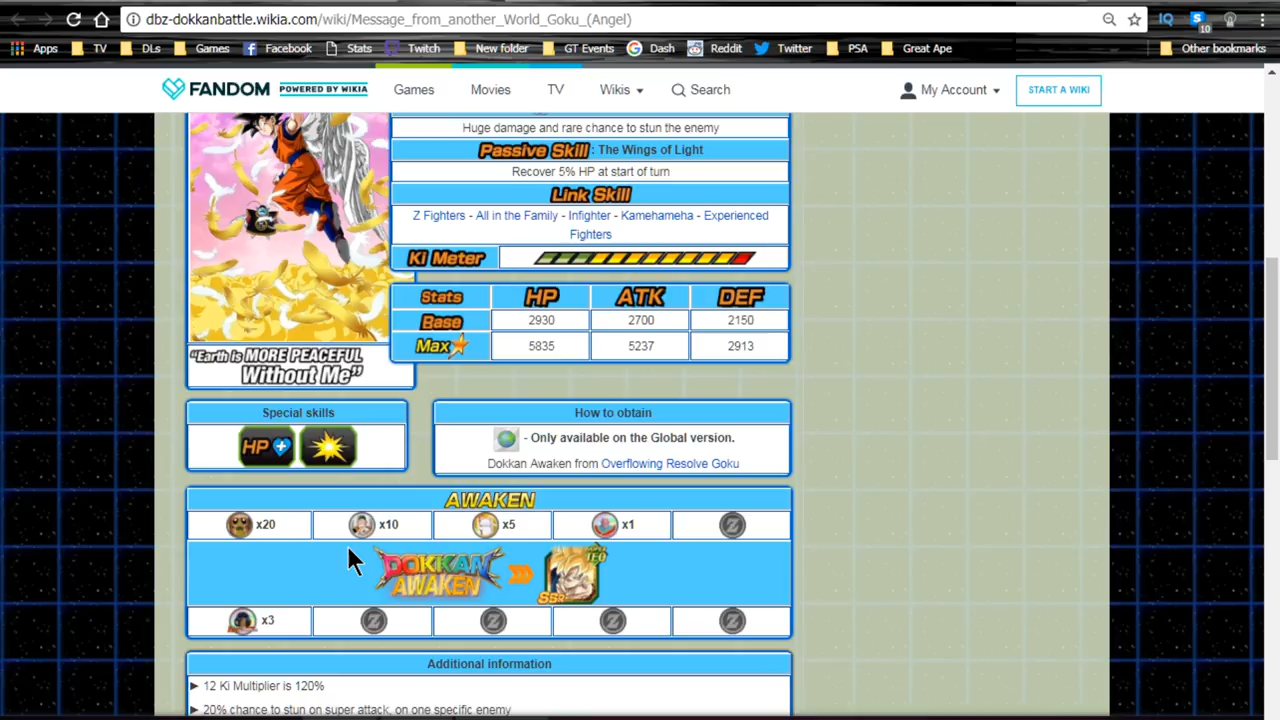 dbz-dokkanbattle.wikia.com/wiki/Message_from_another_World_Goku_(Angel)
IQ
S
10
Apps TV DLs Games Facebook Stats Twitch New folder GT Events Dash Reddit Twitter PSA Great Ape Other bookmarks
FANDOM POWERED BY WIKIA Games Movies TV Wikis Search My Account START A WIKI
Huge damage and rare chance to stun the enemy
Passive Skill : The Wings of Light
Recover 5% HP at start of turn
Link Skill
Z Fighters - All in the Family - Infighter - Kamehameha - Experienced
Fighters
Ki Meter
Stats HP ATK DEF
Base 2930 2700 2150
Max 5835 5237 2913
"Earth is MORE PEACEFUL
Without Me"
Special skills
HP+
How to obtain
- Only available on the Global version.
Dokkan Awaken from Overflowing Resolve Goku
AWAKEN
x20 x10 x5 x1 Z
DOKKAN
AWAKEN
SUPER
TEQ
SSR
x3 Z Z Z Z
Additional information
► 12 Ki Multiplier is 120%
► 20% chance to stun on super attack, on one specific enemy